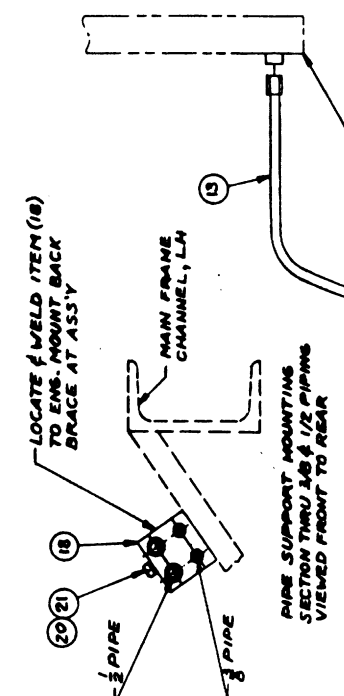 LOCATE & WELD ITEM (18)
TO ENG. MOUNT BACK
BRACE AT ASS'Y
MAIN FRAME
CHANNEL, LH
13
18
20 21
1/2 PIPE
3/8 PIPE
PIPE SUPPORT MOUNTING
SECTION THRU 3/8 & 1/2 PIPING
VIEWED FRONT TO REAR